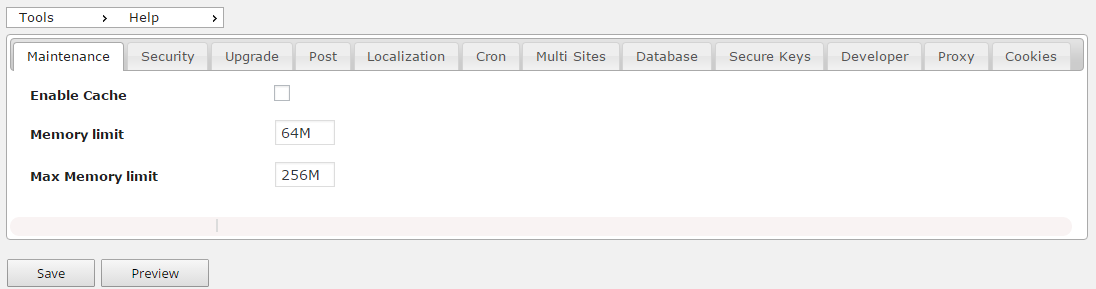 Tools > Help >
Maintenance Security Upgrade Post Localization Cron Multi Sites Database Secure Keys Developer Proxy Cookies
Enable Cache
Memory limit 64M
Max Memory limit 256M
Save Preview